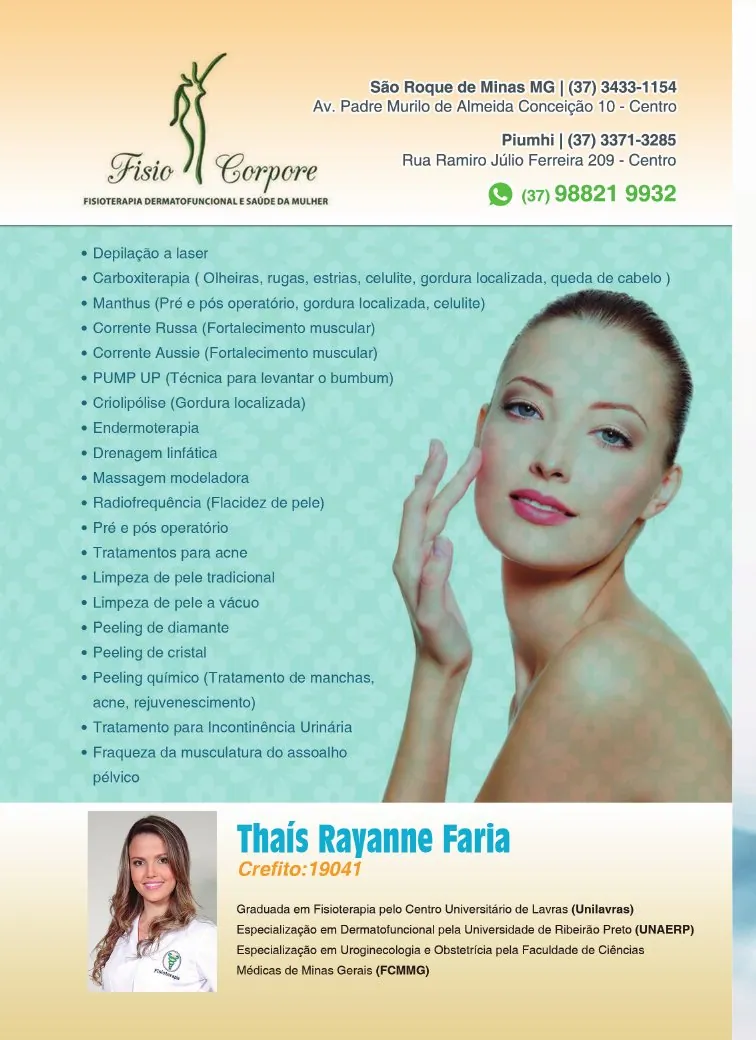 São Roque de Minas MG | (37) 3433-1154
Av. Padre Murilo de Almeida Conceição 10 - Centro
Piumhi | (37) 3371-3285
Rua Ramiro Júlio Ferreira 209 - Centro
(37) 98821 9932
Fisio Corpore
FISIOTERAPIA DERMATOFUNCIONAL E SAÚDE DA MULHER
• Depilação a laser
• Carboxiterapia ( Olheiras, rugas, estrias, celulite, gordura localizada, queda de cabelo )
• Manthus (Pré e pós operatório, gordura localizada, celulite)
• Corrente Russa (Fortalecimento muscular)
• Corrente Aussie (Fortalecimento muscular)
• PUMP UP (Técnica para levantar o bumbum)
• Criolipólise (Gordura localizada)
• Endermoterapia
• Drenagem linfática
• Massagem modeladora
• Radiofrequência (Flacidez de pele)
• Pré e pós operatório
• Tratamentos para acne
• Limpeza de pele tradicional
• Limpeza de pele a vácuo
• Peeling de diamante
• Peeling de cristal
• Peeling químico (Tratamento de manchas,
acne, rejuvenescimento)
• Tratamento para Incontinência Urinária
• Fraqueza da musculatura do assoalho
pélvico
Thaís Rayanne Faria
Crefito:19041
Graduada em Fisioterapia pelo Centro Universitário de Lavras (Unilavras)
Especialização em Dermatofuncional pela Universidade de Ribeirão Preto (UNAERP)
Especialização em Uroginecologia e Obstetrícia pela Faculdade de Ciências
Médicas de Minas Gerais (FCMMG)
Fisioterapia